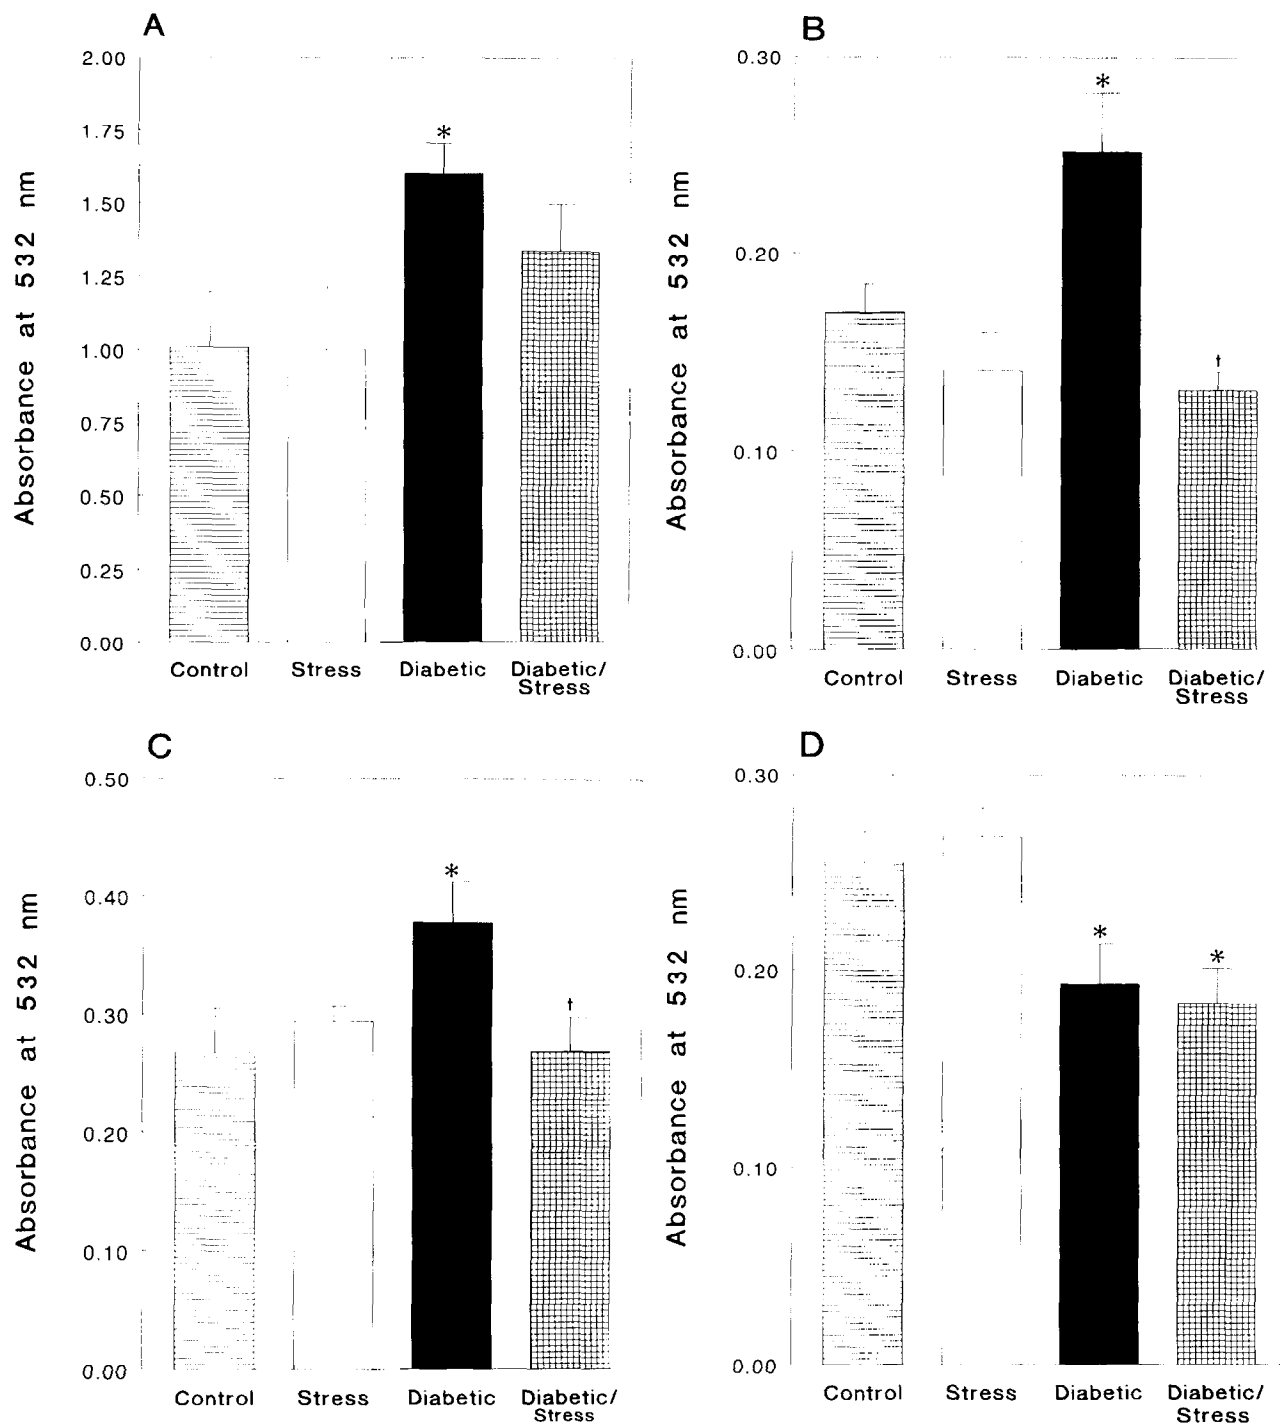 A
Absorbance at 532 nm
2.00
1.75
1.50
1.25
1.00
0.75
0.50
0.25
0.00
*
Control
Stress
Diabetic
Diabetic/
Stress
B
Absorbance at 532 nm
0.30
0.20
0.10
0.00
*
†
Control
Stress
Diabetic
Diabetic/
Stress
C
Absorbance at 532 nm
0.50
0.40
0.30
0.20
0.10
0.00
*
†
Control
Stress
Diabetic
Diabetic/
Stress
D
Absorbance at 532 nm
0.30
0.20
0.10
0.00
*
*
Control
Stress
Diabetic
Diabetic/
Stress